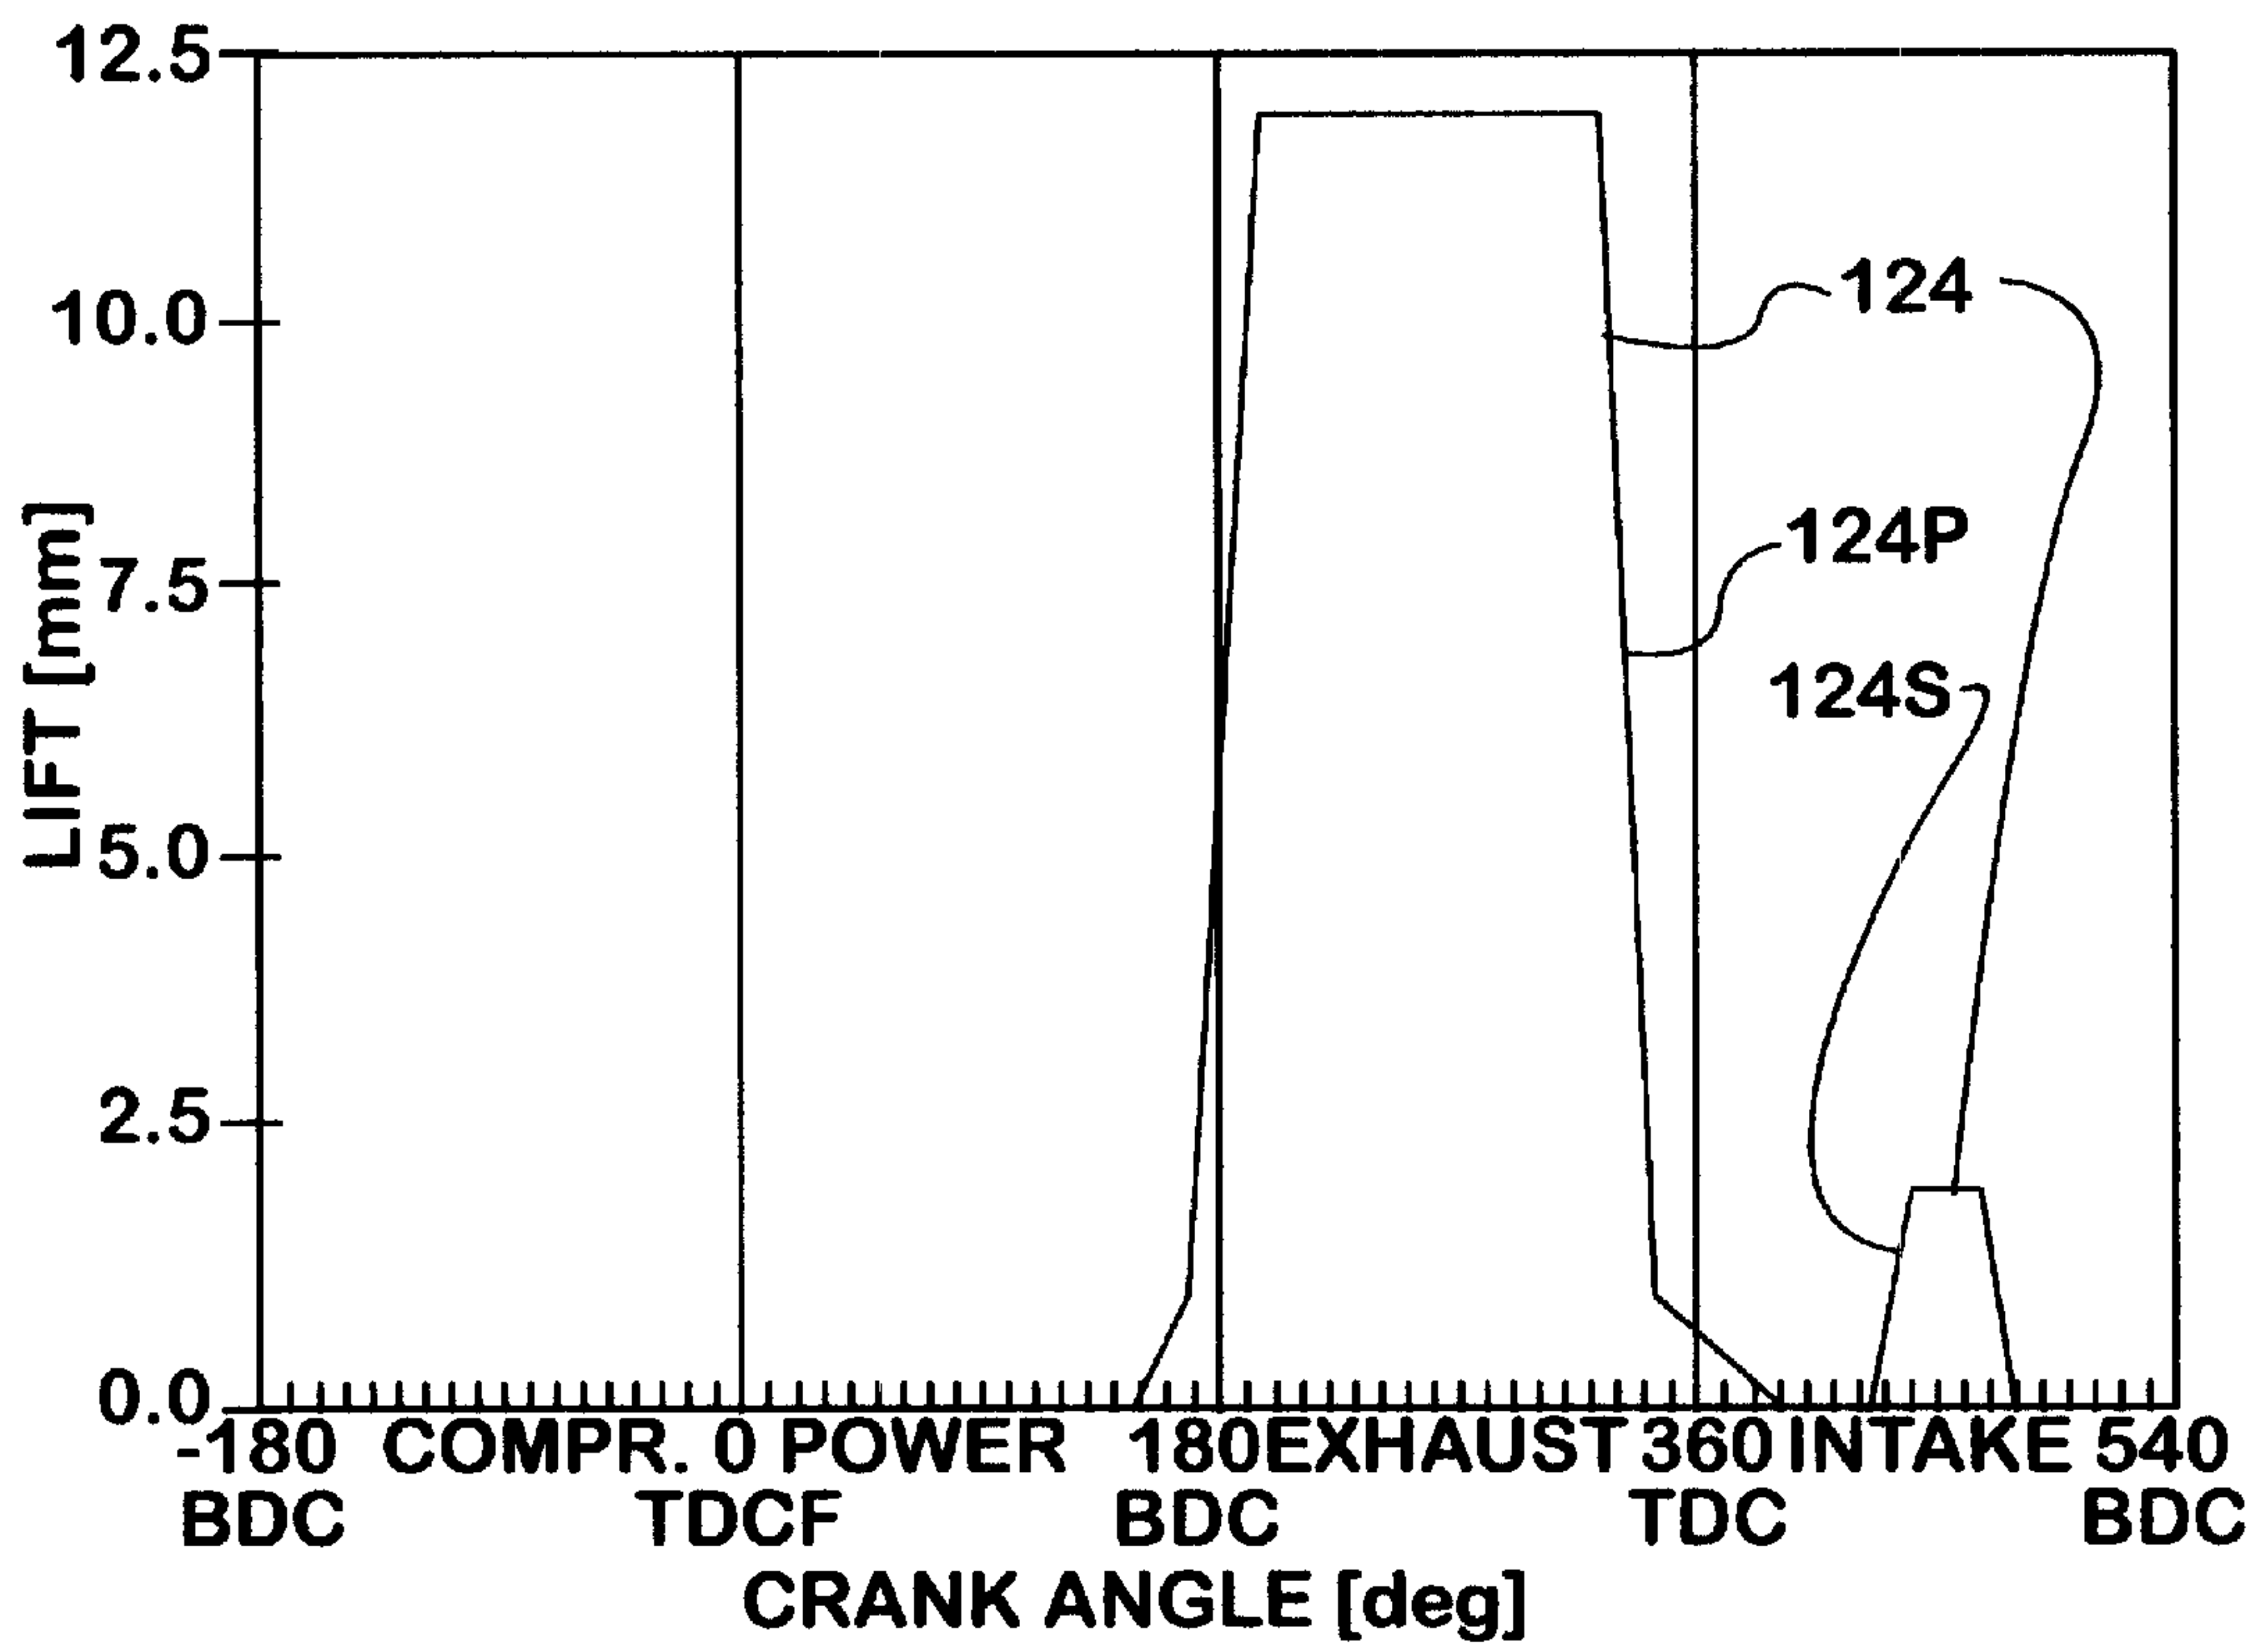 12.5
10.0
124
7.5
124P
124S
LIFT [mm]
5.0
2.5
0.0
-180 COMPR. 0 POWER 180 EXHAUST 360 INTAKE 540
BDC TDCF BDC TDC BDC
CRANK ANGLE [deg]